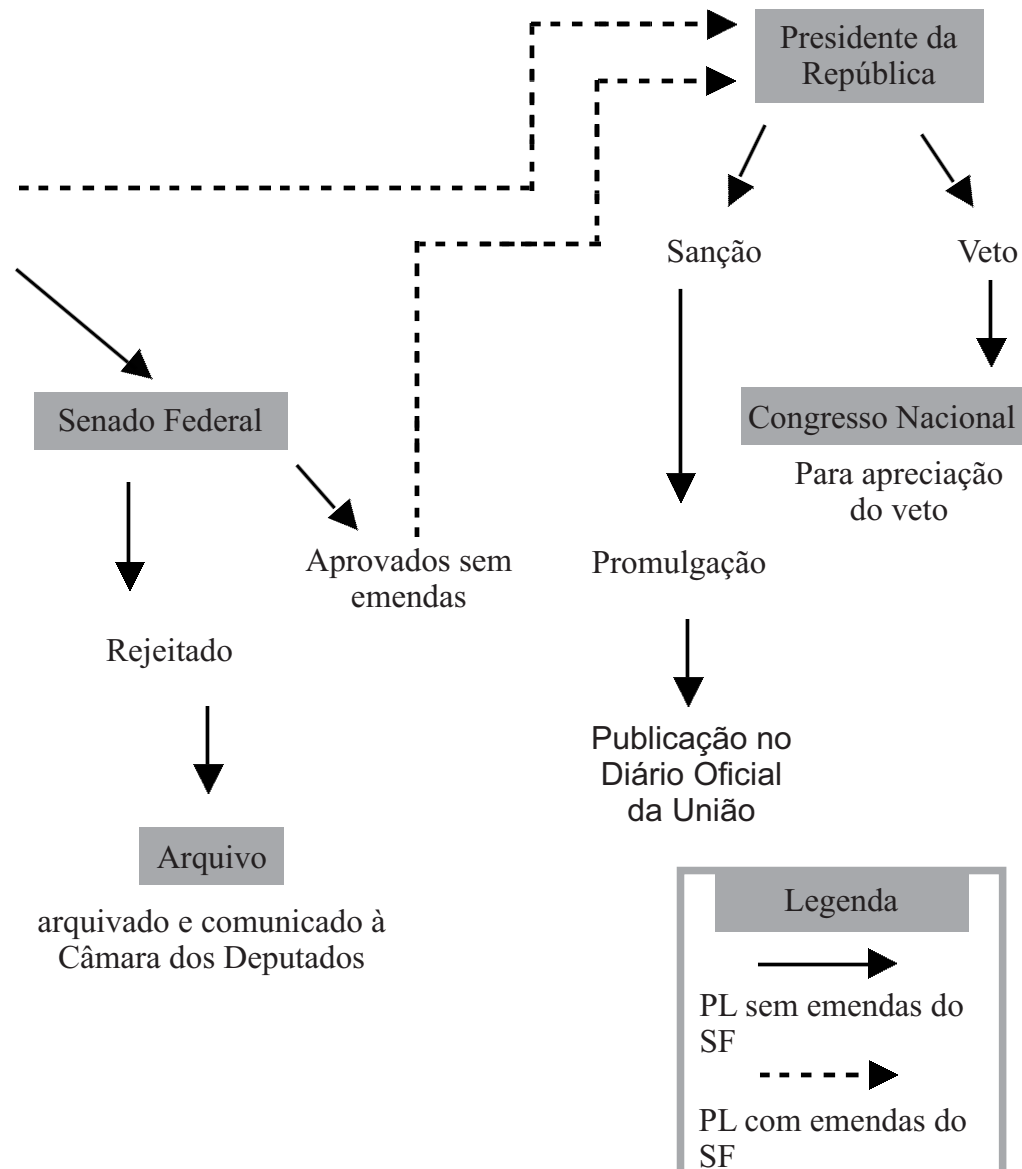 Presidente da
República
Sanção
Veto
Senado Federal
Congresso Nacional
Para apreciação
do veto
Aprovados sem
emendas
Promulgação
Rejeitado
Publicação no
Diário Oficial
da União
Arquivo
arquivado e comunicado à
Câmara dos Deputados
Legenda
PL sem emendas do
SF
PL com emendas do
SF